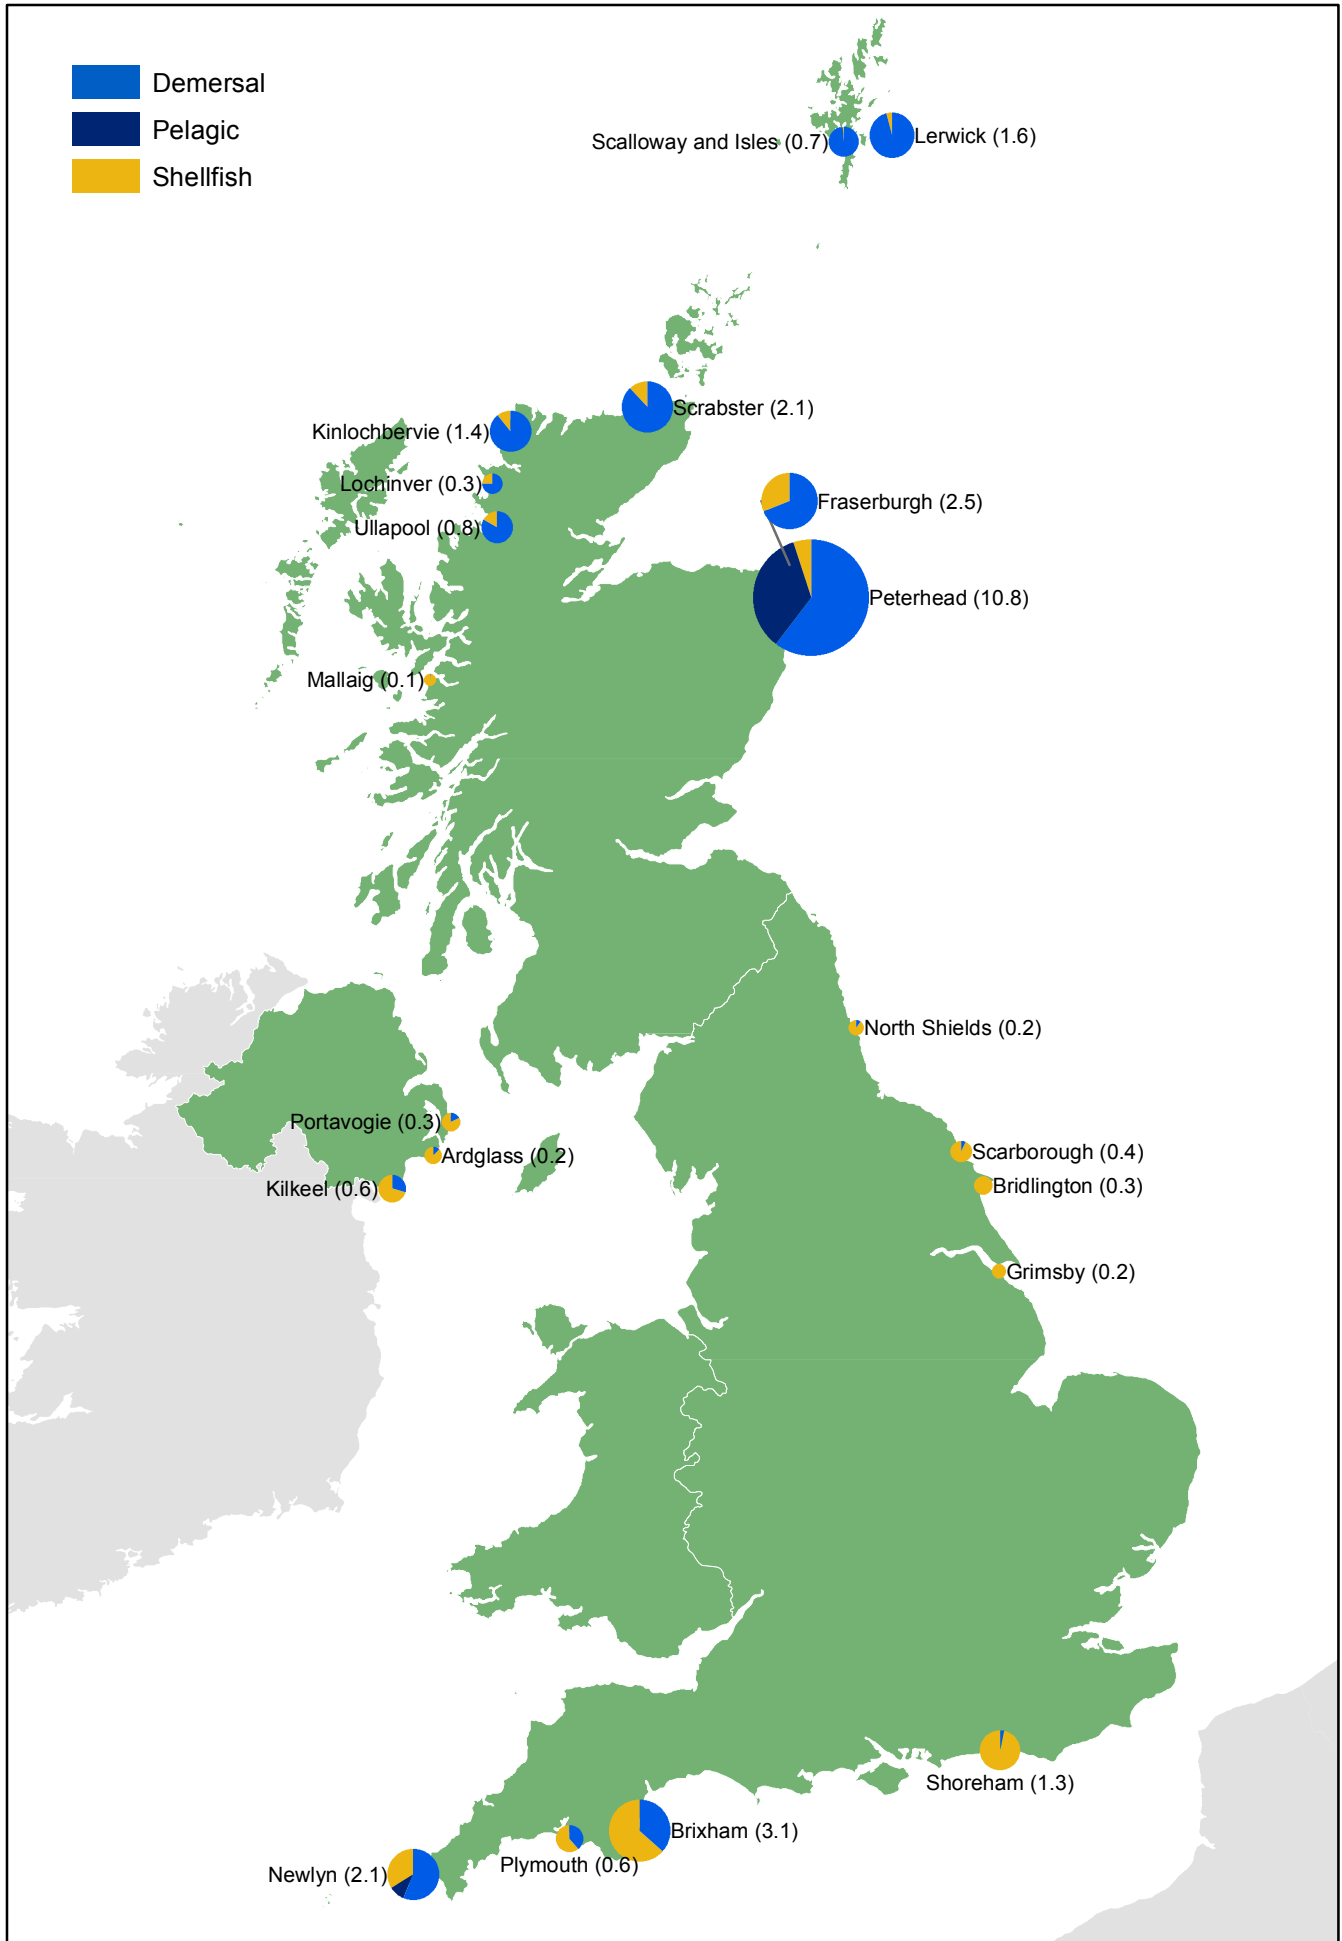 Demersal
Pelagic
Shellfish
Scalloway and Isles (0.7)
Lerwick (1.6)
Scrabster (2.1)
Kinlochbervie (1.4)
Lochinver (0.3)
Fraserburgh (2.5)
Ullapool (0.8)
Peterhead (10.8)
Mallaig (0.1)
North Shields (0.2)
Portavogie (0.3)
Scarborough (0.4)
Ardglass (0.2)
Bridlington (0.3)
Kilkeel (0.6)
Grimsby (0.2)
Shoreham (1.3)
Brixham (3.1)
Plymouth (0.6)
Newlyn (2.1)